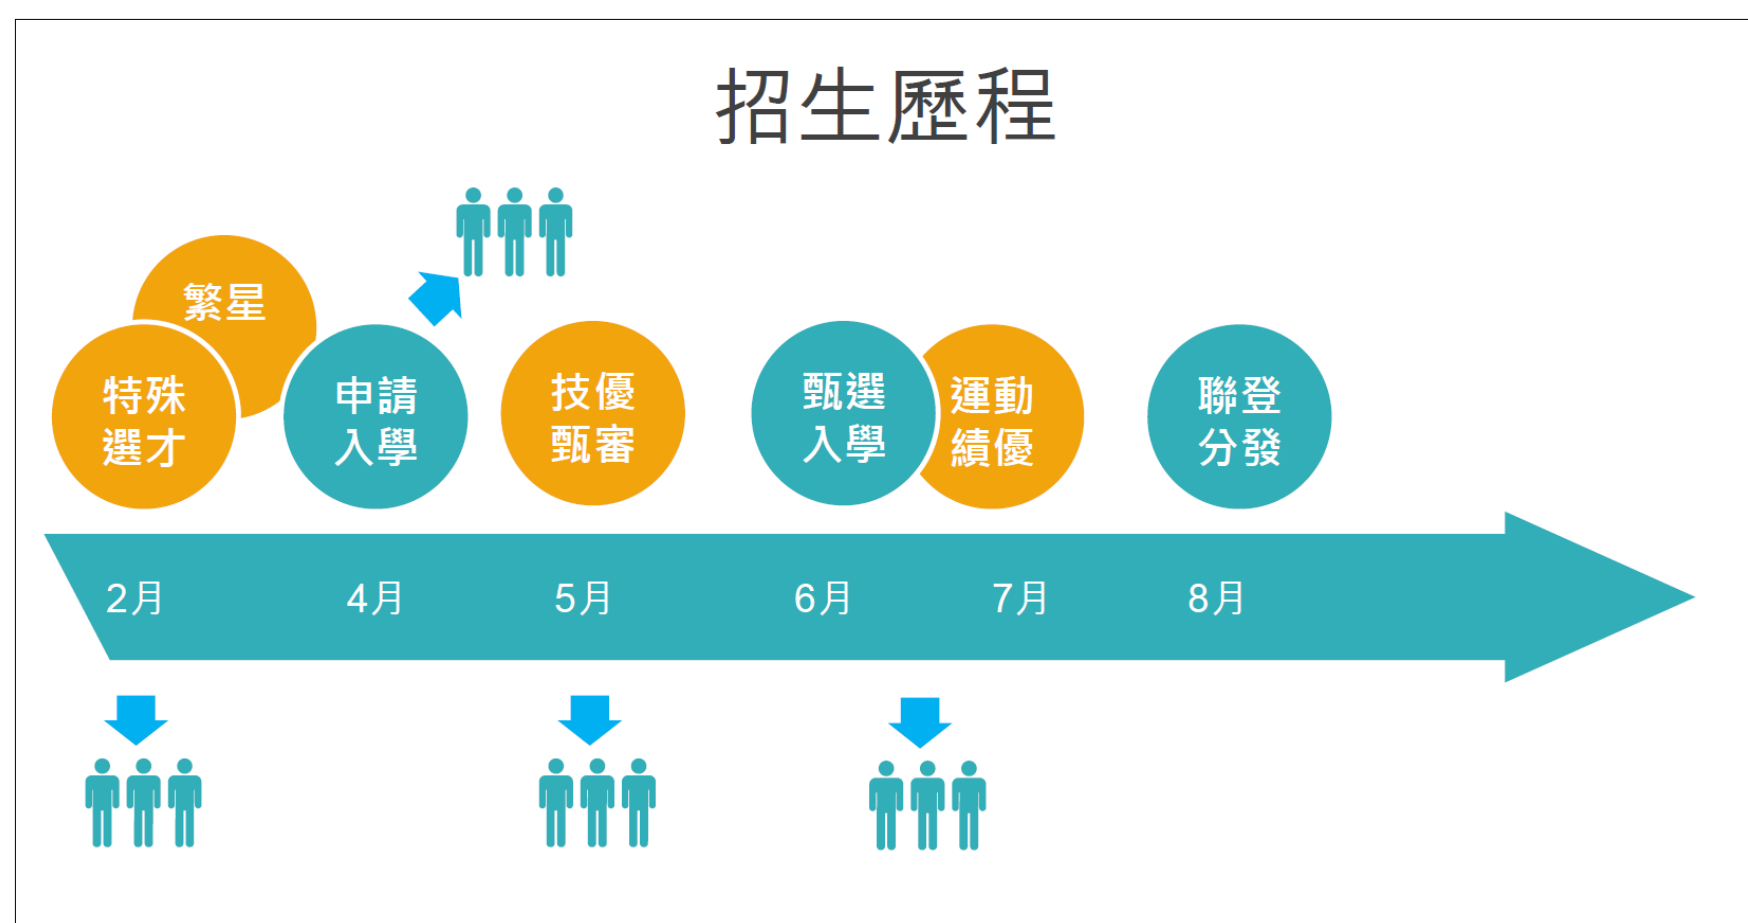 招生歷程
繁星
特殊
選才
申請
入學
技優
甄審
甄選
入學
運動
績優
聯登
分發
2月
4月
5月
6月
7月
8月